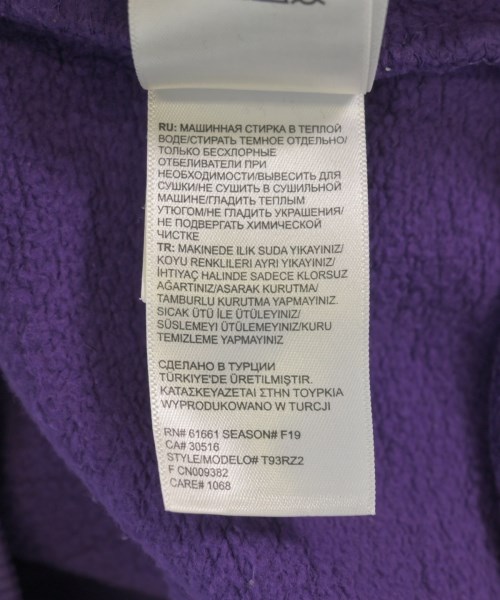 RU: МАШИННАЯ СТИРКА В ТЕПЛОЙ
ВОДЕ/СТИРАТЬ ТЕМНОЕ ОТДЕЛЬНО/
ТОЛЬКО БЕСХЛОРНЫЕ
ОТБЕЛИВАТЕЛИ ПРИ
НЕОБХОДИМОСТИ/ВЫВЕСИТЬ ДЛЯ
СУШКИ/НЕ СУШИТЬ В СУШИЛЬНОЙ
МАШИНЕ/ГЛАДИТЬ ТЕПЛЫМ
УТЮГОМ/НЕ ГЛАДИТЬ УКРАШЕНИЯ/
НЕ ПОДВЕРГАТЬ ХИМИЧЕСКОЙ
ЧИСТКЕ
TR: MAKINEDE ILIK SUDA YIKAYINIZ/
KOYU RENKLILERI AYRI YIKAYINIZ/
IHTIYAÇ HALINDE SADECE KLORSUZ
AĞARTINIZ/ASARAK KURUTMA/
TAMBURLU KURUTMA YAPMAYINIZ.
SICAK ÜTÜ İLE ÜTÜLEYINIZ/
SÜSLEMEYI ÜTÜLEMEYINIZ/KURU
TEMIZLEME YAPMAYINIZ
СДЕЛАНО В ТУРЦИИ
TÜRKIYE'DE ÜRETILMIŞTIR.
ΚΑΤΑΣΚΕΥΑΖΕΤΑΙ ΣΤΗΝ ΤΟΥΡΚΙΑ
WYPRODUKOWANO W TURCJI
RN# 61661 SEASON# F19
CA# 30516
STYLE/MODELO# T93RZ2
F CN009382
CARE# 1068